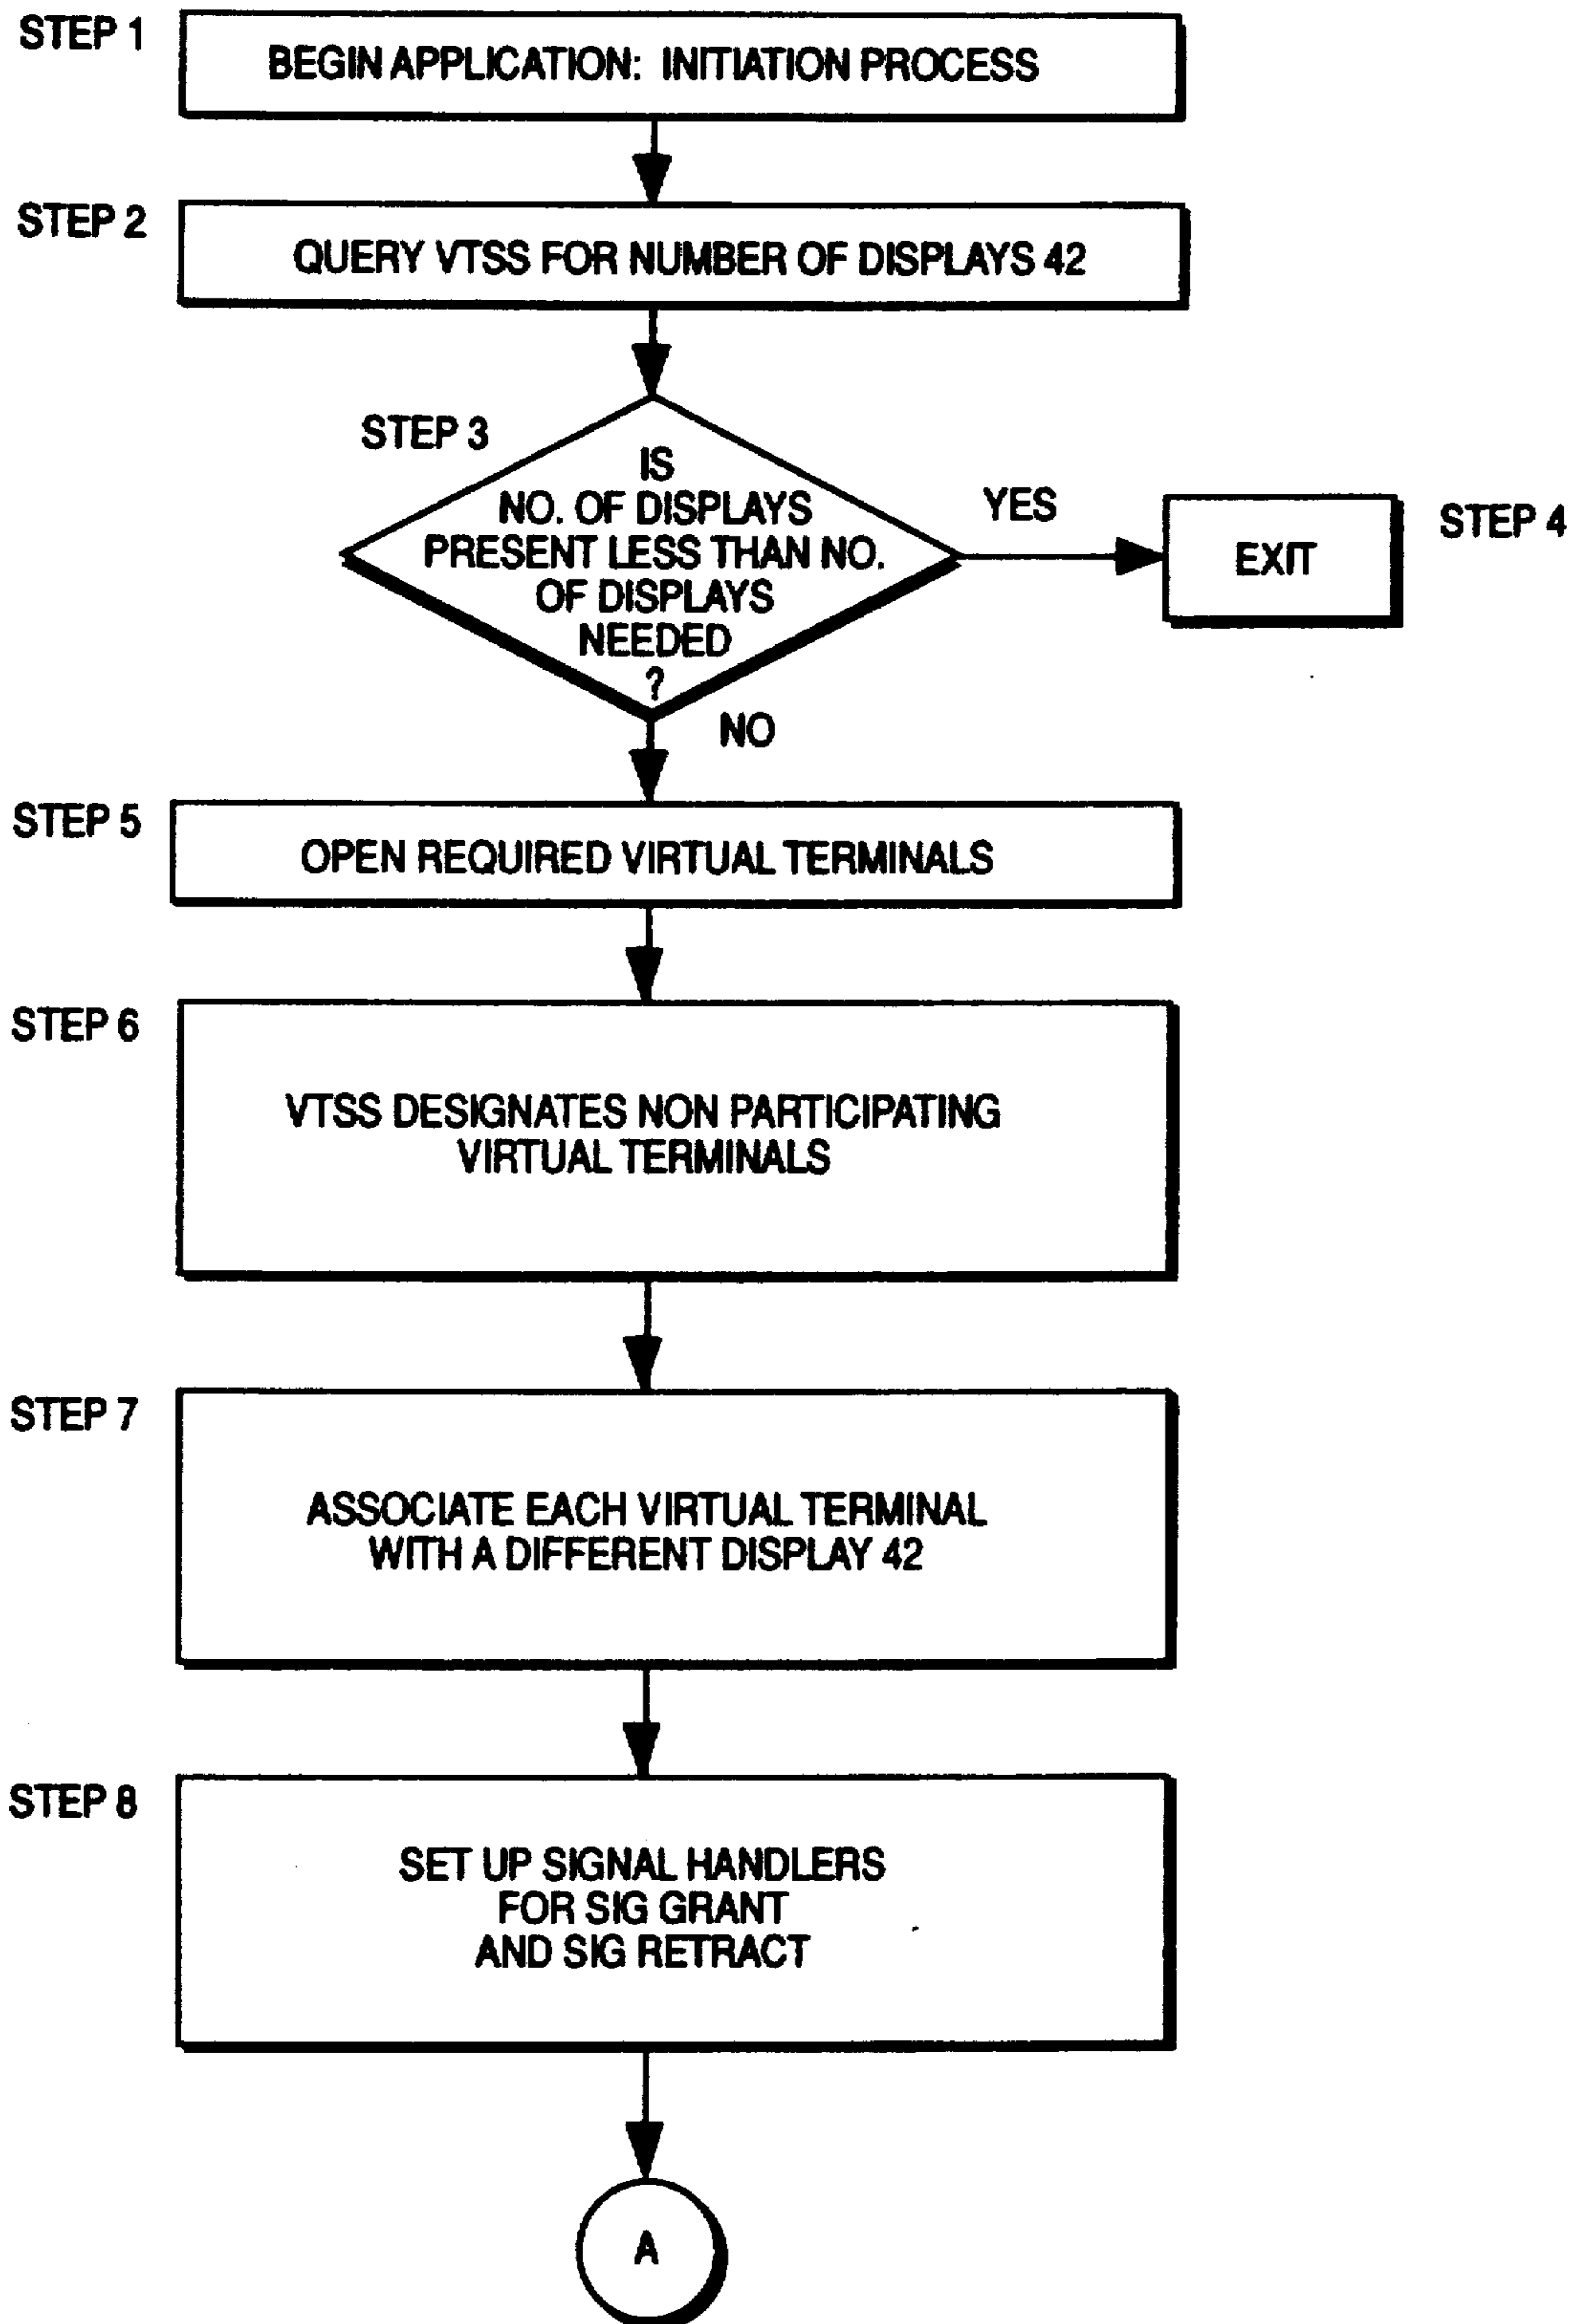 STEP 1
BEGIN APPLICATION: INITIATION PROCESS
STEP 2
QUERY VTSS FOR NUMBER OF DISPLAYS 42
STEP 3
IS
NO. OF DISPLAYS
PRESENT LESS THAN NO.
OF DISPLAYS
NEEDED
?
YES
EXIT
STEP 4
NO
STEP 5
OPEN REQUIRED VIRTUAL TERMINALS
STEP 6
VTSS DESIGNATES NON PARTICIPATING
VIRTUAL TERMINALS
STEP 7
ASSOCIATE EACH VIRTUAL TERMINAL
WITH A DIFFERENT DISPLAY 42
STEP 8
SET UP SIGNAL HANDLERS
FOR SIG GRANT
AND SIG RETRACT
A